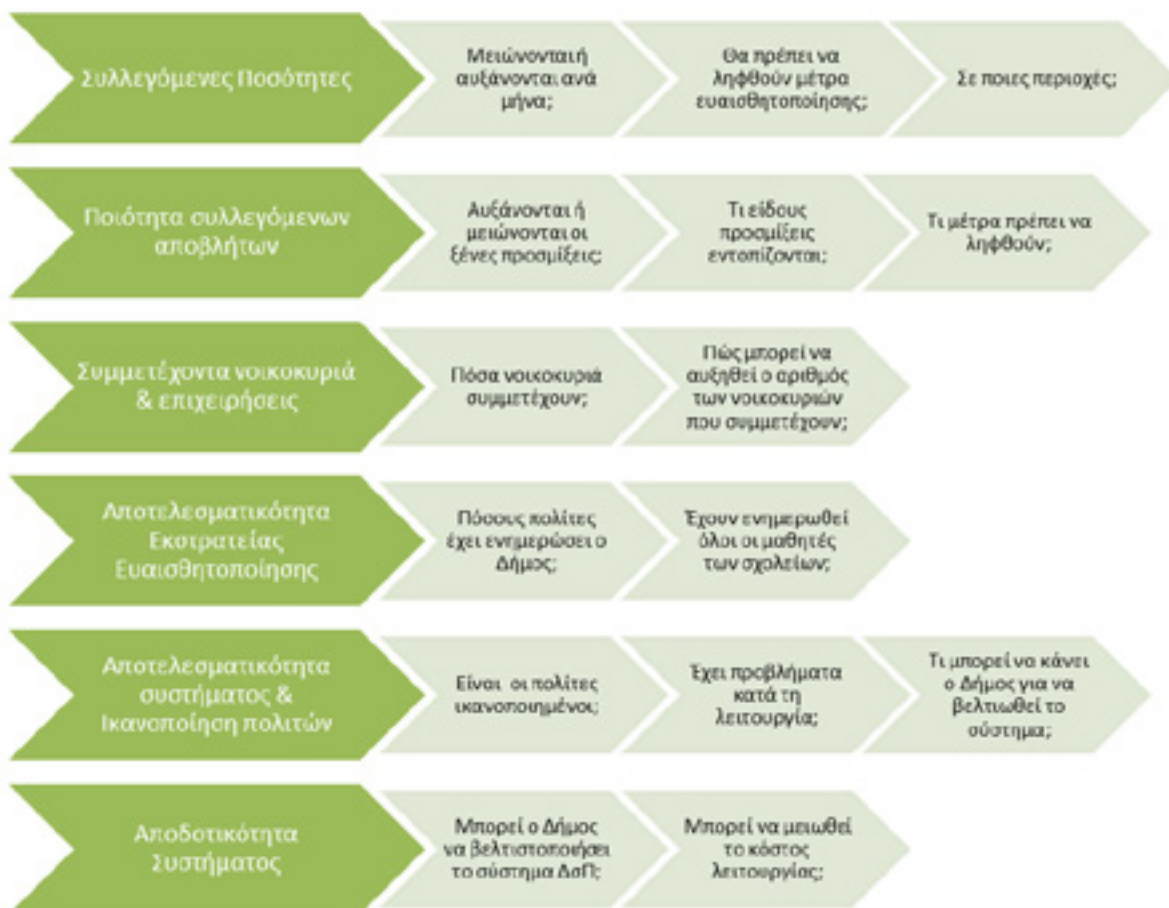 Συλλεγόμενες Ποσότητες
Μειώνονται ή
αυξάνονται ανά
μήνα;
Θα πρέπει να
ληφθούν μέτρα
ευαισθητοποίησης;
Σε ποιες περιοχές;
Ποιότητα συλλεγόμενων
αποβλήτων
Αυξάνονται ή
μειώνονται οι
ξένες προσμίξεις;
Τι είδους
προσμίξεις
εντοπίζονται;
Τι μέτρα πρέπει να
ληφθούν;
Συμμετέχοντα νοικοκυριά
& επιχειρήσεις
Πόσα νοικοκυριά
συμμετέχουν;
Πώς μπορεί να
αυξηθεί ο αριθμός
των νοικοκυριών
που συμμετέχουν;
Αποτελεσματικότητα
Εκστρατείας
Ευαισθητοποίησης
Πόσους πολίτες
έχει ενημερώσει ο
Δήμος;
Έχουν ενημερωθεί
όλοι οι μαθητές
των σχολείων;
Αποτελεσματικότητα
συστήματος &
Ικανοποίηση πολιτών
Είναι οι πολίτες
ικανοποιημένοι;
Έχει προβλήματα
κατά τη
λειτουργία;
Τι μπορεί να κάνει
ο Δήμος για να
βελτιωθεί το
σύστημα;
Αποδοτικότητα
Συστήματος
Μπορεί ο Δήμος
να βελτιστοποιήσει
το σύστημα ΔσΠ;
Μπορεί να μειωθεί
το κόστος
λειτουργίας;